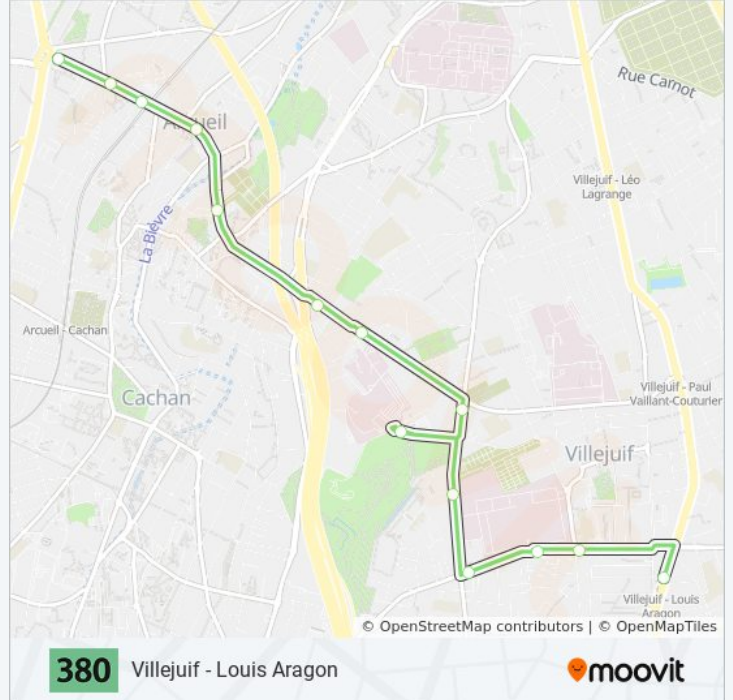 Rue Carnot
Arcueil
Villejuif - Léo
Lagrange
La Bièvre
Arcueil - Cachan
Villejuif - Paul
Vaillant-Couturier
Cachan
Villejuif
Villejuif - Louis
Aragon
© OpenStreetMap contributors | © OpenMapTiles
380 Villejuif - Louis Aragon
moovit